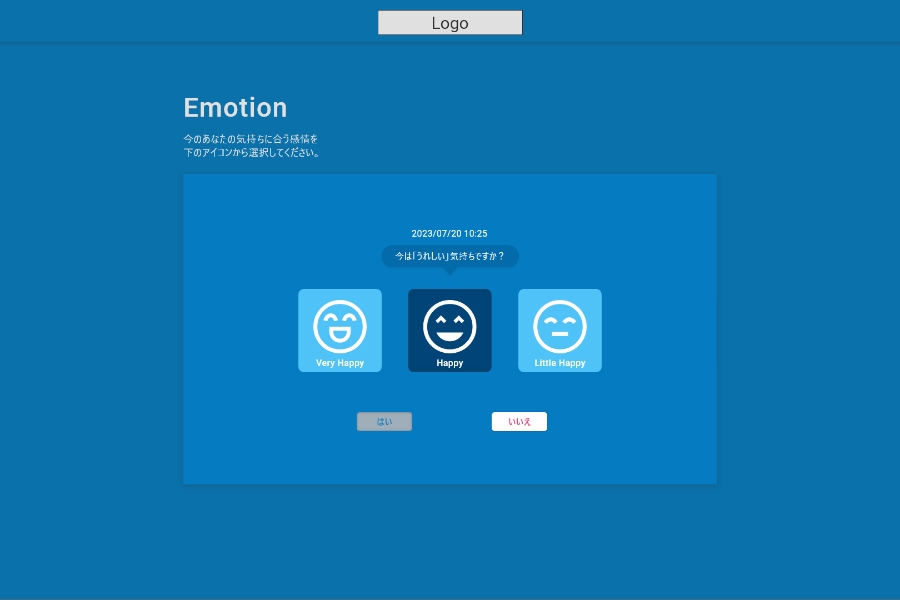 Logo
Emotion
今のあなたの気持ちに合う感情を
下のアイコンから選択してください。
2023/07/20 10:25
今は「うれしい」気持ちですか？
Very Happy
Happy
Little Happy
はい
いいえ